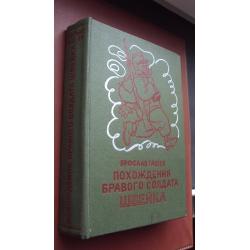 ЯРОСЛАВ ГАШЕК
ПОХОЖДЕНИЯ
БРАВОГО СОЛДАТА
ШВЕЙКА